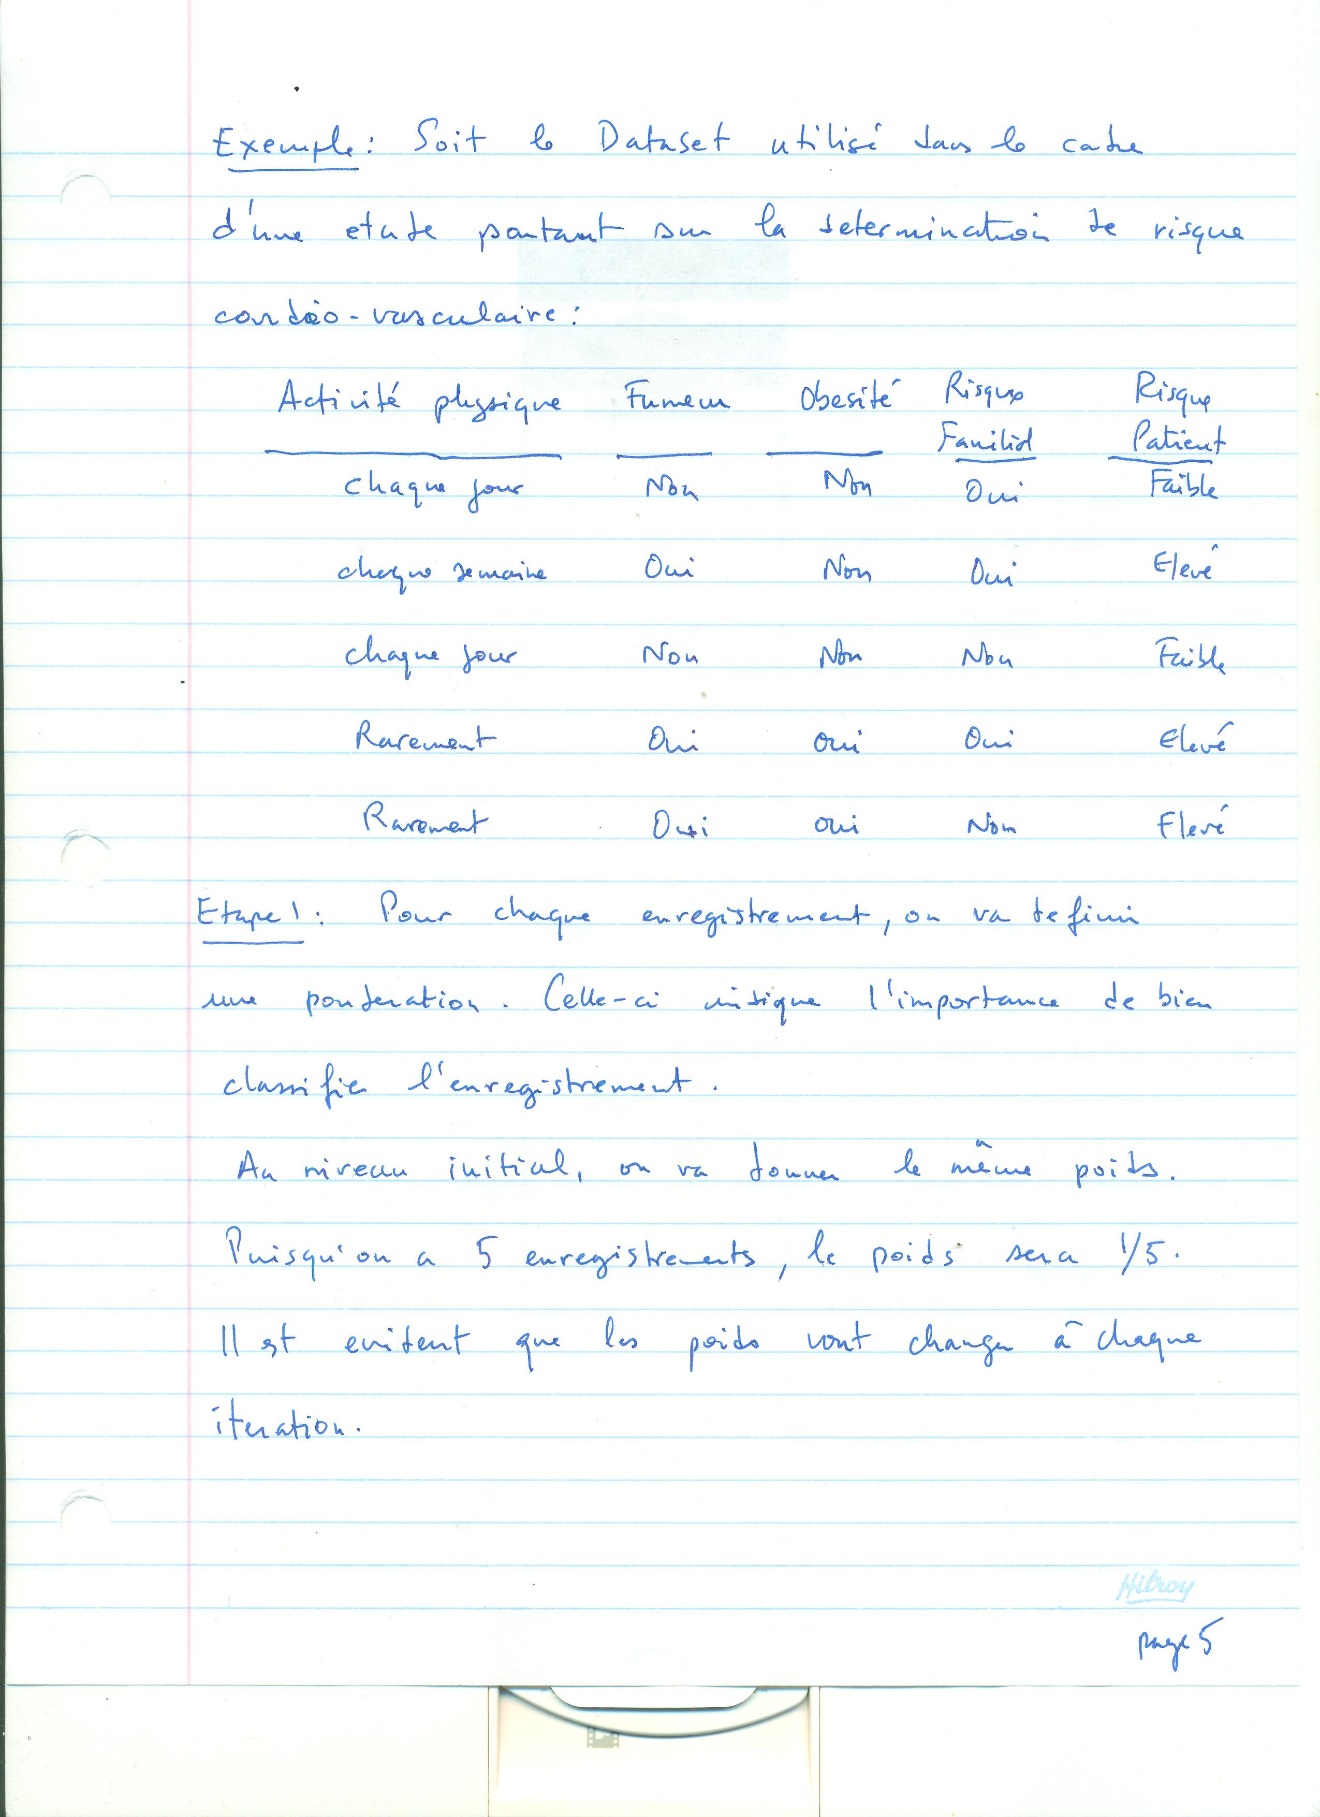 Exemple : Soit le Dataset utilisé dans le cadre
d'une etude portant sur la determination de risque
cardio-vasculaire :
Activité physique Fumeur Obesité Risque Familial Risque Patient
chaque jour Non Non Oui Faible
chaque semaine Oui Non Oui Elevé
chaque jour Non Non Non Faible
Rarement Oui Oui Oui Elevé
Rarement Oui Oui Non Elevé
Etape 1 : Pour chaque enregistrement, on va definir
une ponderation. Celle-ci indique l'importance de bien
classifier l'enregistrement.
Au niveau initial, on va donner le même poids.
Puisqu'on a 5 enregistrements, le poids sera 1/5.
Il est evident que les poids vont changer à chaque
iteration.
Hilroy
page 5